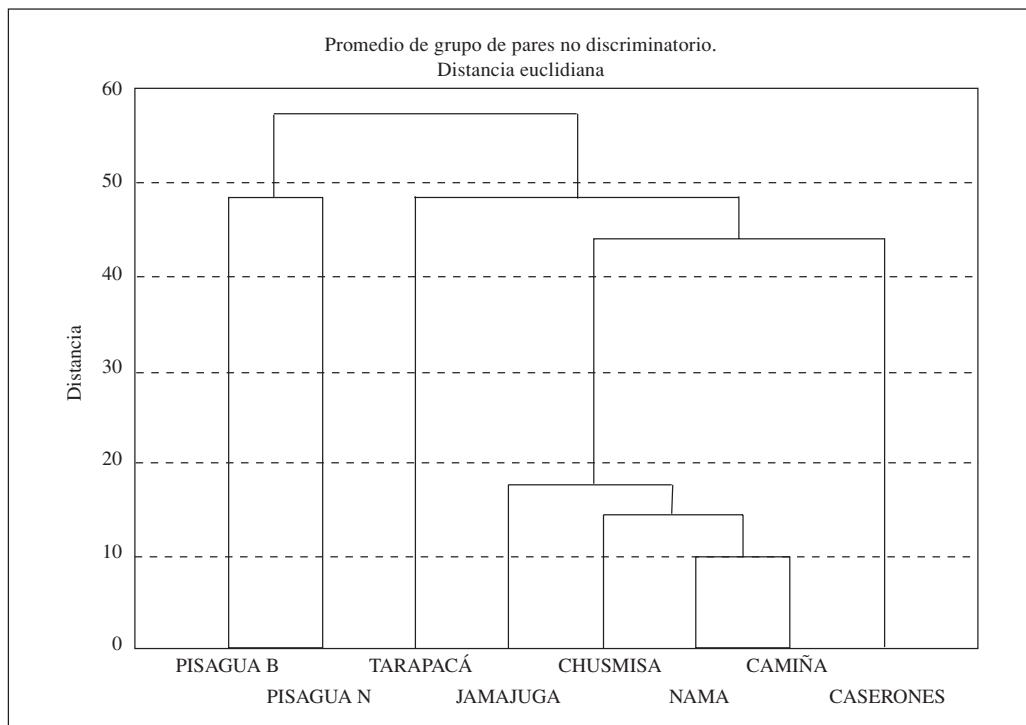 Promedio de grupo de pares no discriminatorio.
Distancia euclidiana
60
50
40
30
20
10
0
Distancia
PISAGUA B TARAPACÁ CHUSMISA CAMIÑA
PISAGUA N JAMAJUGA NAMA CASERONES